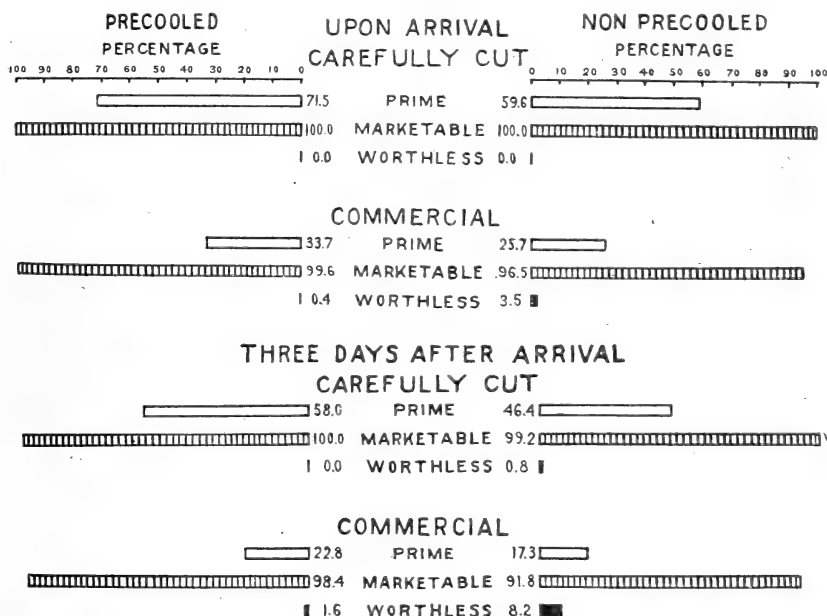 PRECOOLED UPON ARRIVAL NON PRECOOLED
PERCENTAGE CAREFULLY CUT PERCENTAGE
100 90 80 70 60 50 40 30 20 10 0 0 10 20 30 40 50 60 70 80 90 100
71.5 PRIME 59.6
100.0 MARKETABLE 100.0
0.0 WORTHLESS 0.0
COMMERCIAL
33.7 PRIME 25.7
99.6 MARKETABLE .96.5
0.4 WORTHLESS 3.5
THREE DAYS AFTER ARRIVAL
CAREFULLY CUT
58.0 PRIME 46.4
100.0 MARKETABLE 99.2
0.0 WORTHLESS 0.8
COMMERCIAL
22.8 PRIME 17.3
98.4 MARKETABLE 91.8
1.6 WORTHLESS 8.2